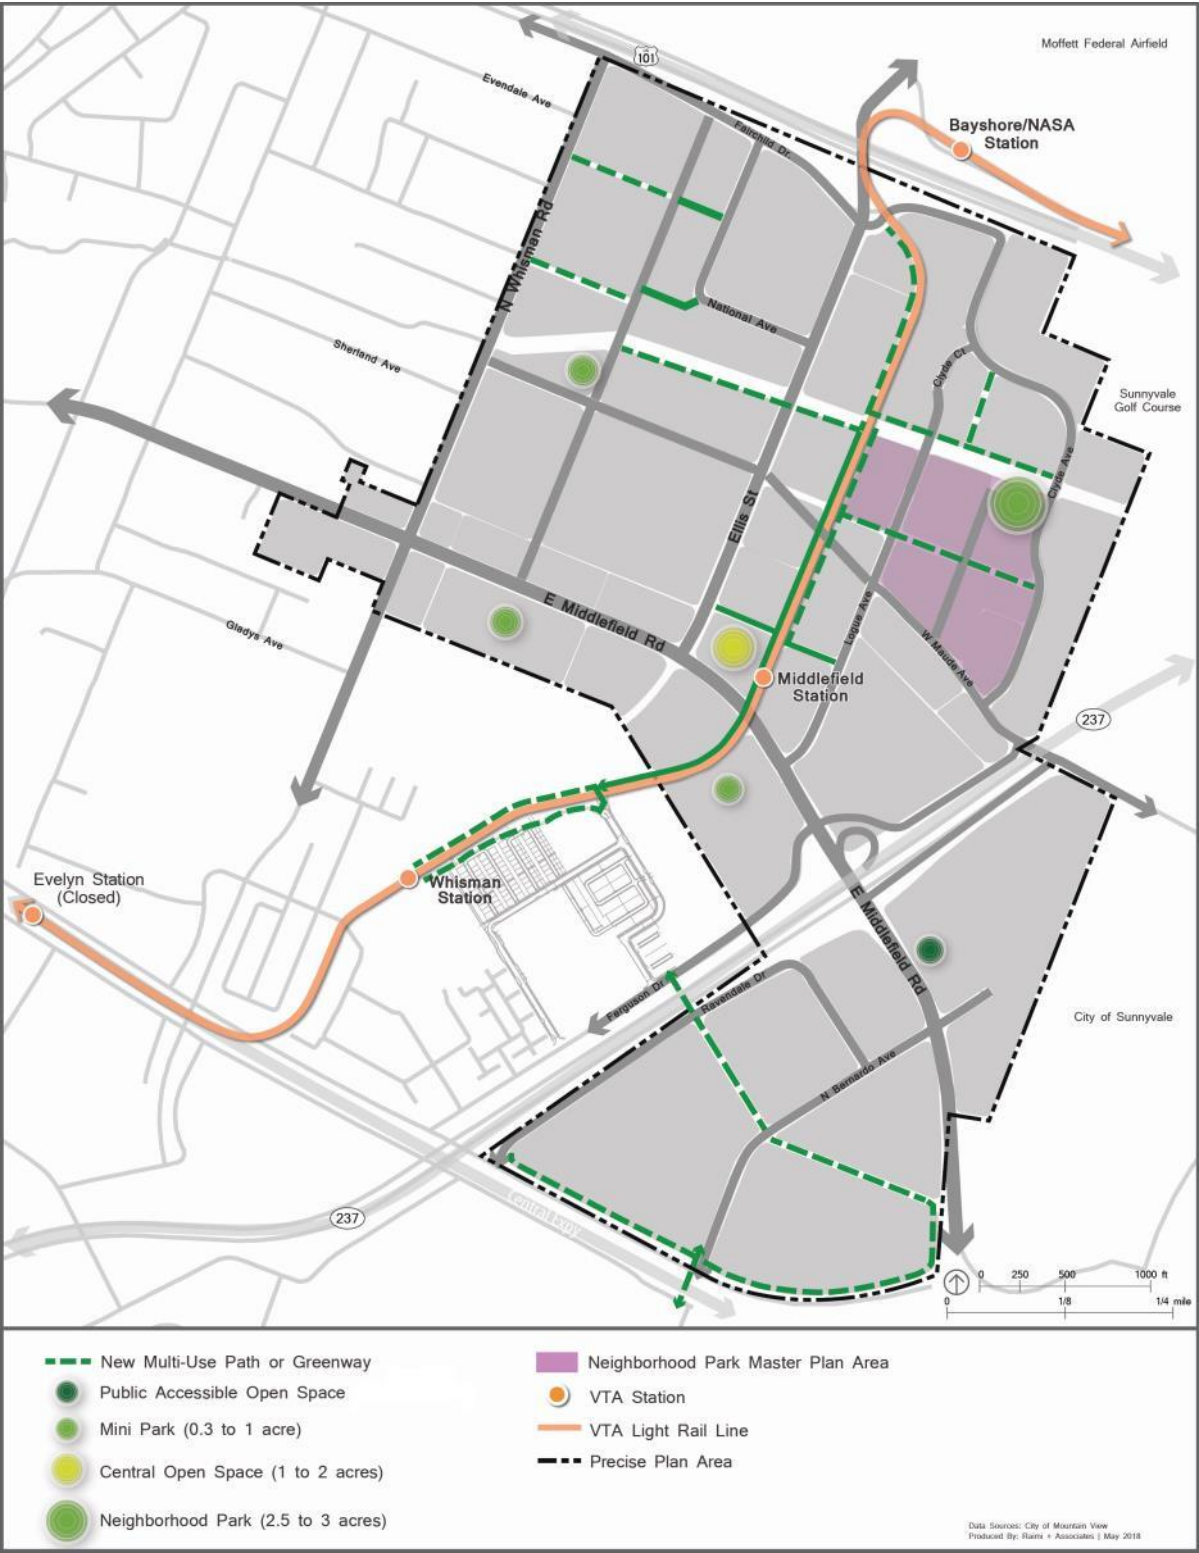 Moffett Federal Airfield
US
101
Evendale Ave
Fairchild Dr.
Bayshore/NASA
Station
N Whisman Rd
National Ave
Sherland Ave
Clyde Ct
Sunnyvale
Golf Course
Clyde Ave
Ellis St
E Middlefield Rd
Logue Ave
Gladys Ave
W Maude Ave
Middlefield
Station
237
Evelyn Station
(Closed)
Whisman
Station
E Middlefield Rd
Ferguson Dr
Ravendale Dr
City of Sunnyvale
N Bernardo Ave
Central Expy
237
0 250 500 1000 ft
0 1/8 1/4 mile
New Multi-Use Path or Greenway
Public Accessible Open Space
Mini Park (0.3 to 1 acre)
Central Open Space (1 to 2 acres)
Neighborhood Park (2.5 to 3 acres)
Neighborhood Park Master Plan Area
VTA Station
VTA Light Rail Line
Precise Plan Area
Data Sources: City of Mountain View
Produced By: Raimi + Associates | May 2018